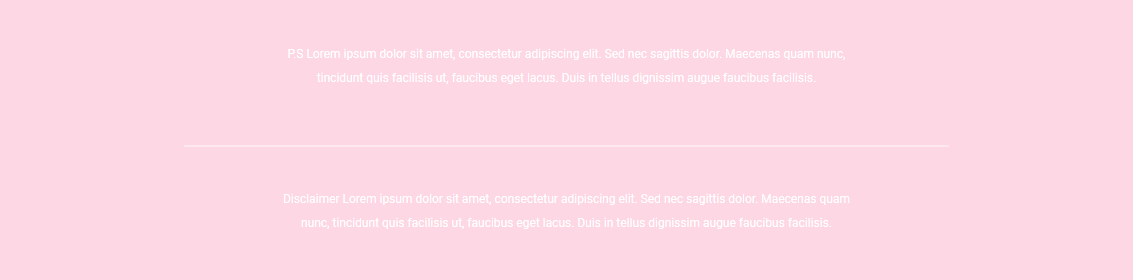 P.S Lorem ipsum dolor sit amet, consectetur adipiscing elit. Sed nec sagittis dolor. Maecenas quam nunc,
tincidunt quis facilisis ut, faucibus eget lacus. Duis in tellus dignissim augue faucibus facilisis.
Disclaimer Lorem ipsum dolor sit amet, consectetur adipiscing elit. Sed nec sagittis dolor. Maecenas quam
nunc, tincidunt quis facilisis ut, faucibus eget lacus. Duis in tellus dignissim augue faucibus facilisis.